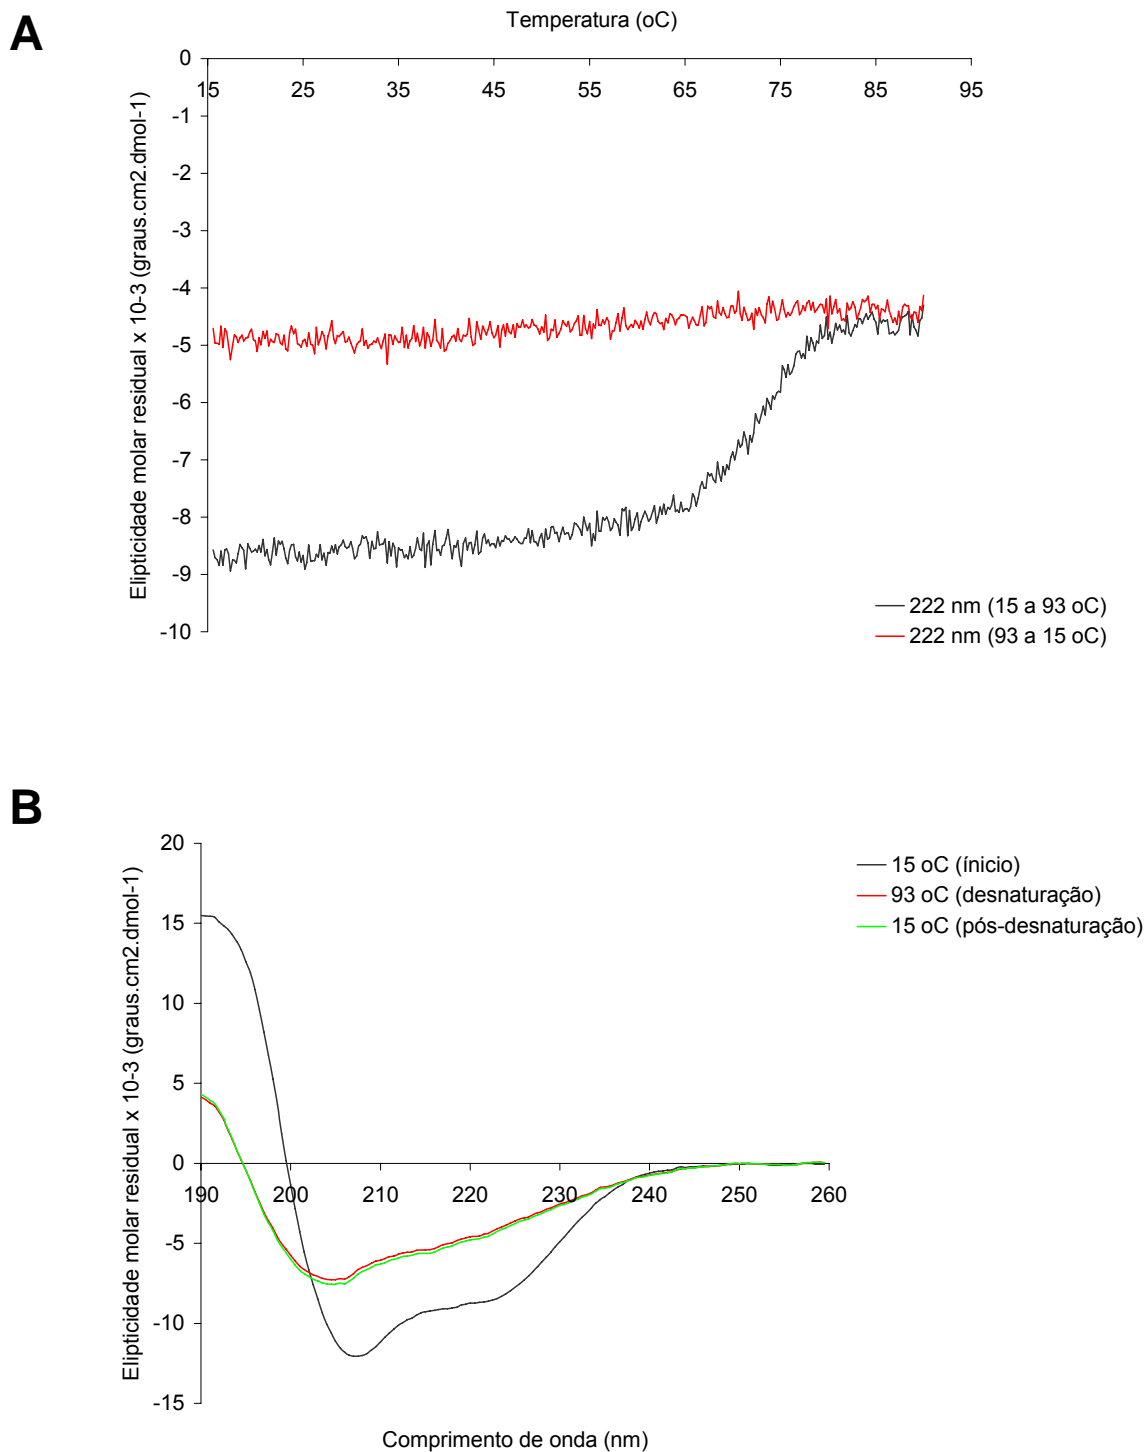 A
Temperatura (oC)
0
15 25 35 45 55 65 75 85 95
-1
-2
-3
-4
-5
-6
-7
-8
-9
-10
Elipticidade molar residual x 10-3 (graus.cm2.dmol-1)
222 nm (15 a 93 oC)
222 nm (93 a 15 oC)
B
20
15
10
5
0
190 200 210 220 230 240 250 260
-5
-10
-15
Elipticidade molar residual x 10-3 (graus.cm2.dmol-1)
15 oC (ínicio)
93 oC (desnaturação)
15 oC (pós-desnaturação)
Comprimento de onda (nm)